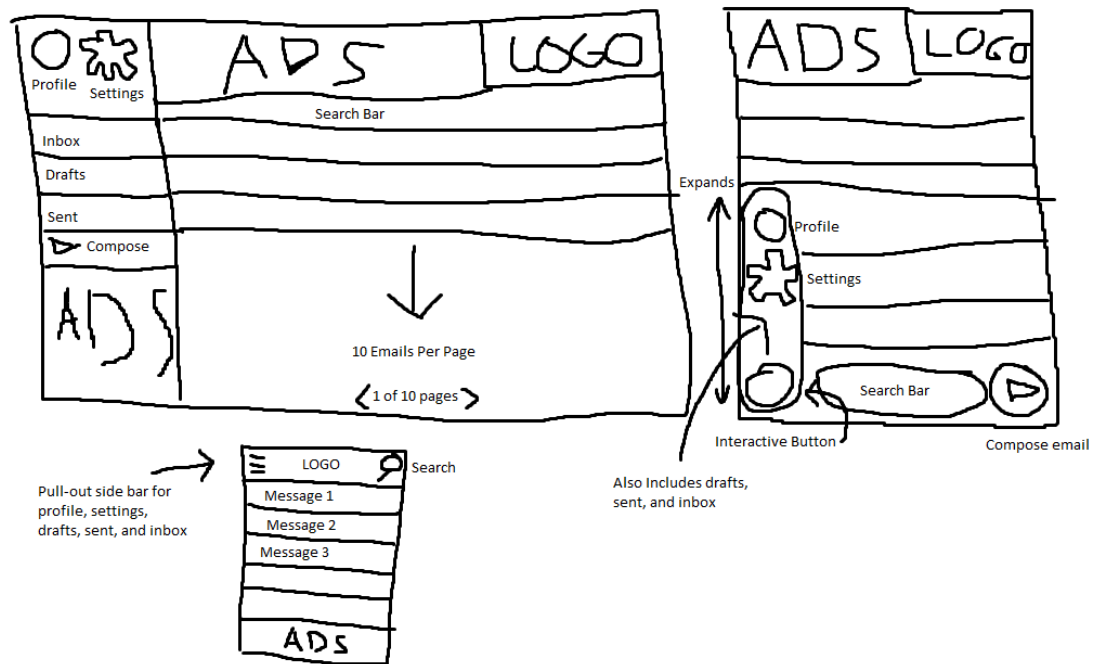 ADS
LOGO
Profile
Settings
Search Bar
Inbox
Drafts
Sent
Compose
ADS
10 Emails Per Page
1 of 10 pages
ADS
LOGO
Expands
Profile
Settings
Search Bar
Interactive Button
Compose email
Also Includes drafts,
sent, and inbox
Pull-out side bar for
profile, settings,
drafts, sent, and inbox
LOGO
Search
Message 1
Message 2
Message 3
ADS